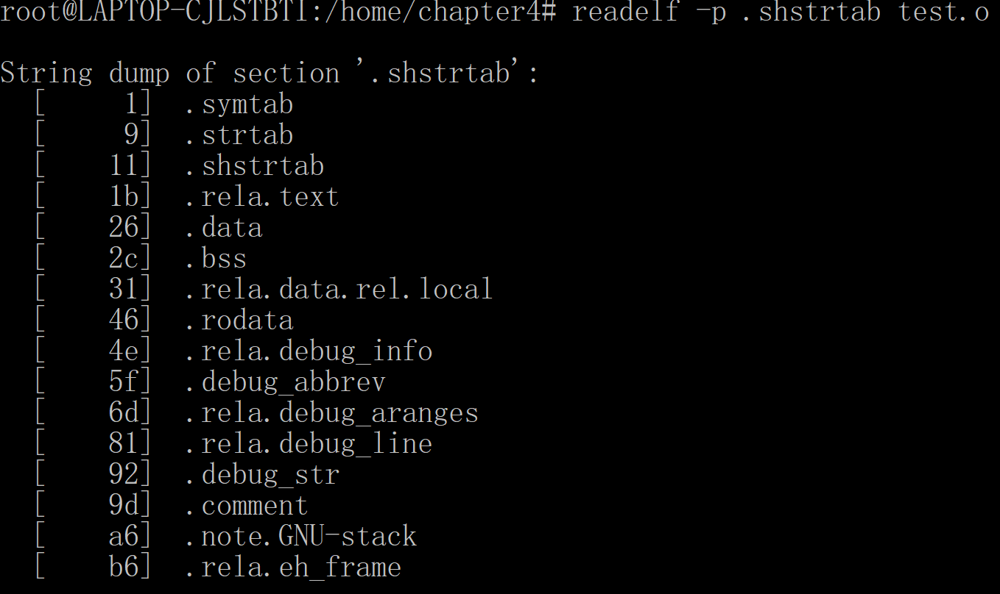 root@LAPTOP-CJLSTBTI:/home/chapter4# readelf -p .shstrtab test.o
String dump of section '.shstrtab':
[     1]  .symtab
[     9]  .strtab
[    11]  .shstrtab
[    1b]  .rela.text
[    26]  .data
[    2c]  .bss
[    31]  .rela.data.rel.local
[    46]  .rodata
[    4e]  .rela.debug_info
[    5f]  .debug_abbrev
[    6d]  .rela.debug_aranges
[    81]  .rela.debug_line
[    92]  .debug_str
[    9d]  .comment
[    a6]  .note.GNU-stack
[    b6]  .rela.eh_frame